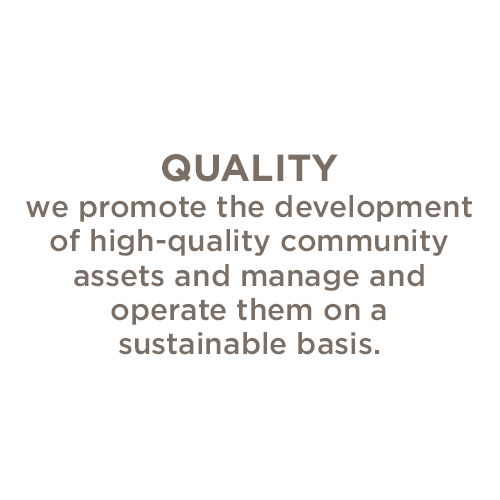 QUALITY
we promote the development
of high-quality community
assets and manage and
operate them on a
sustainable basis.